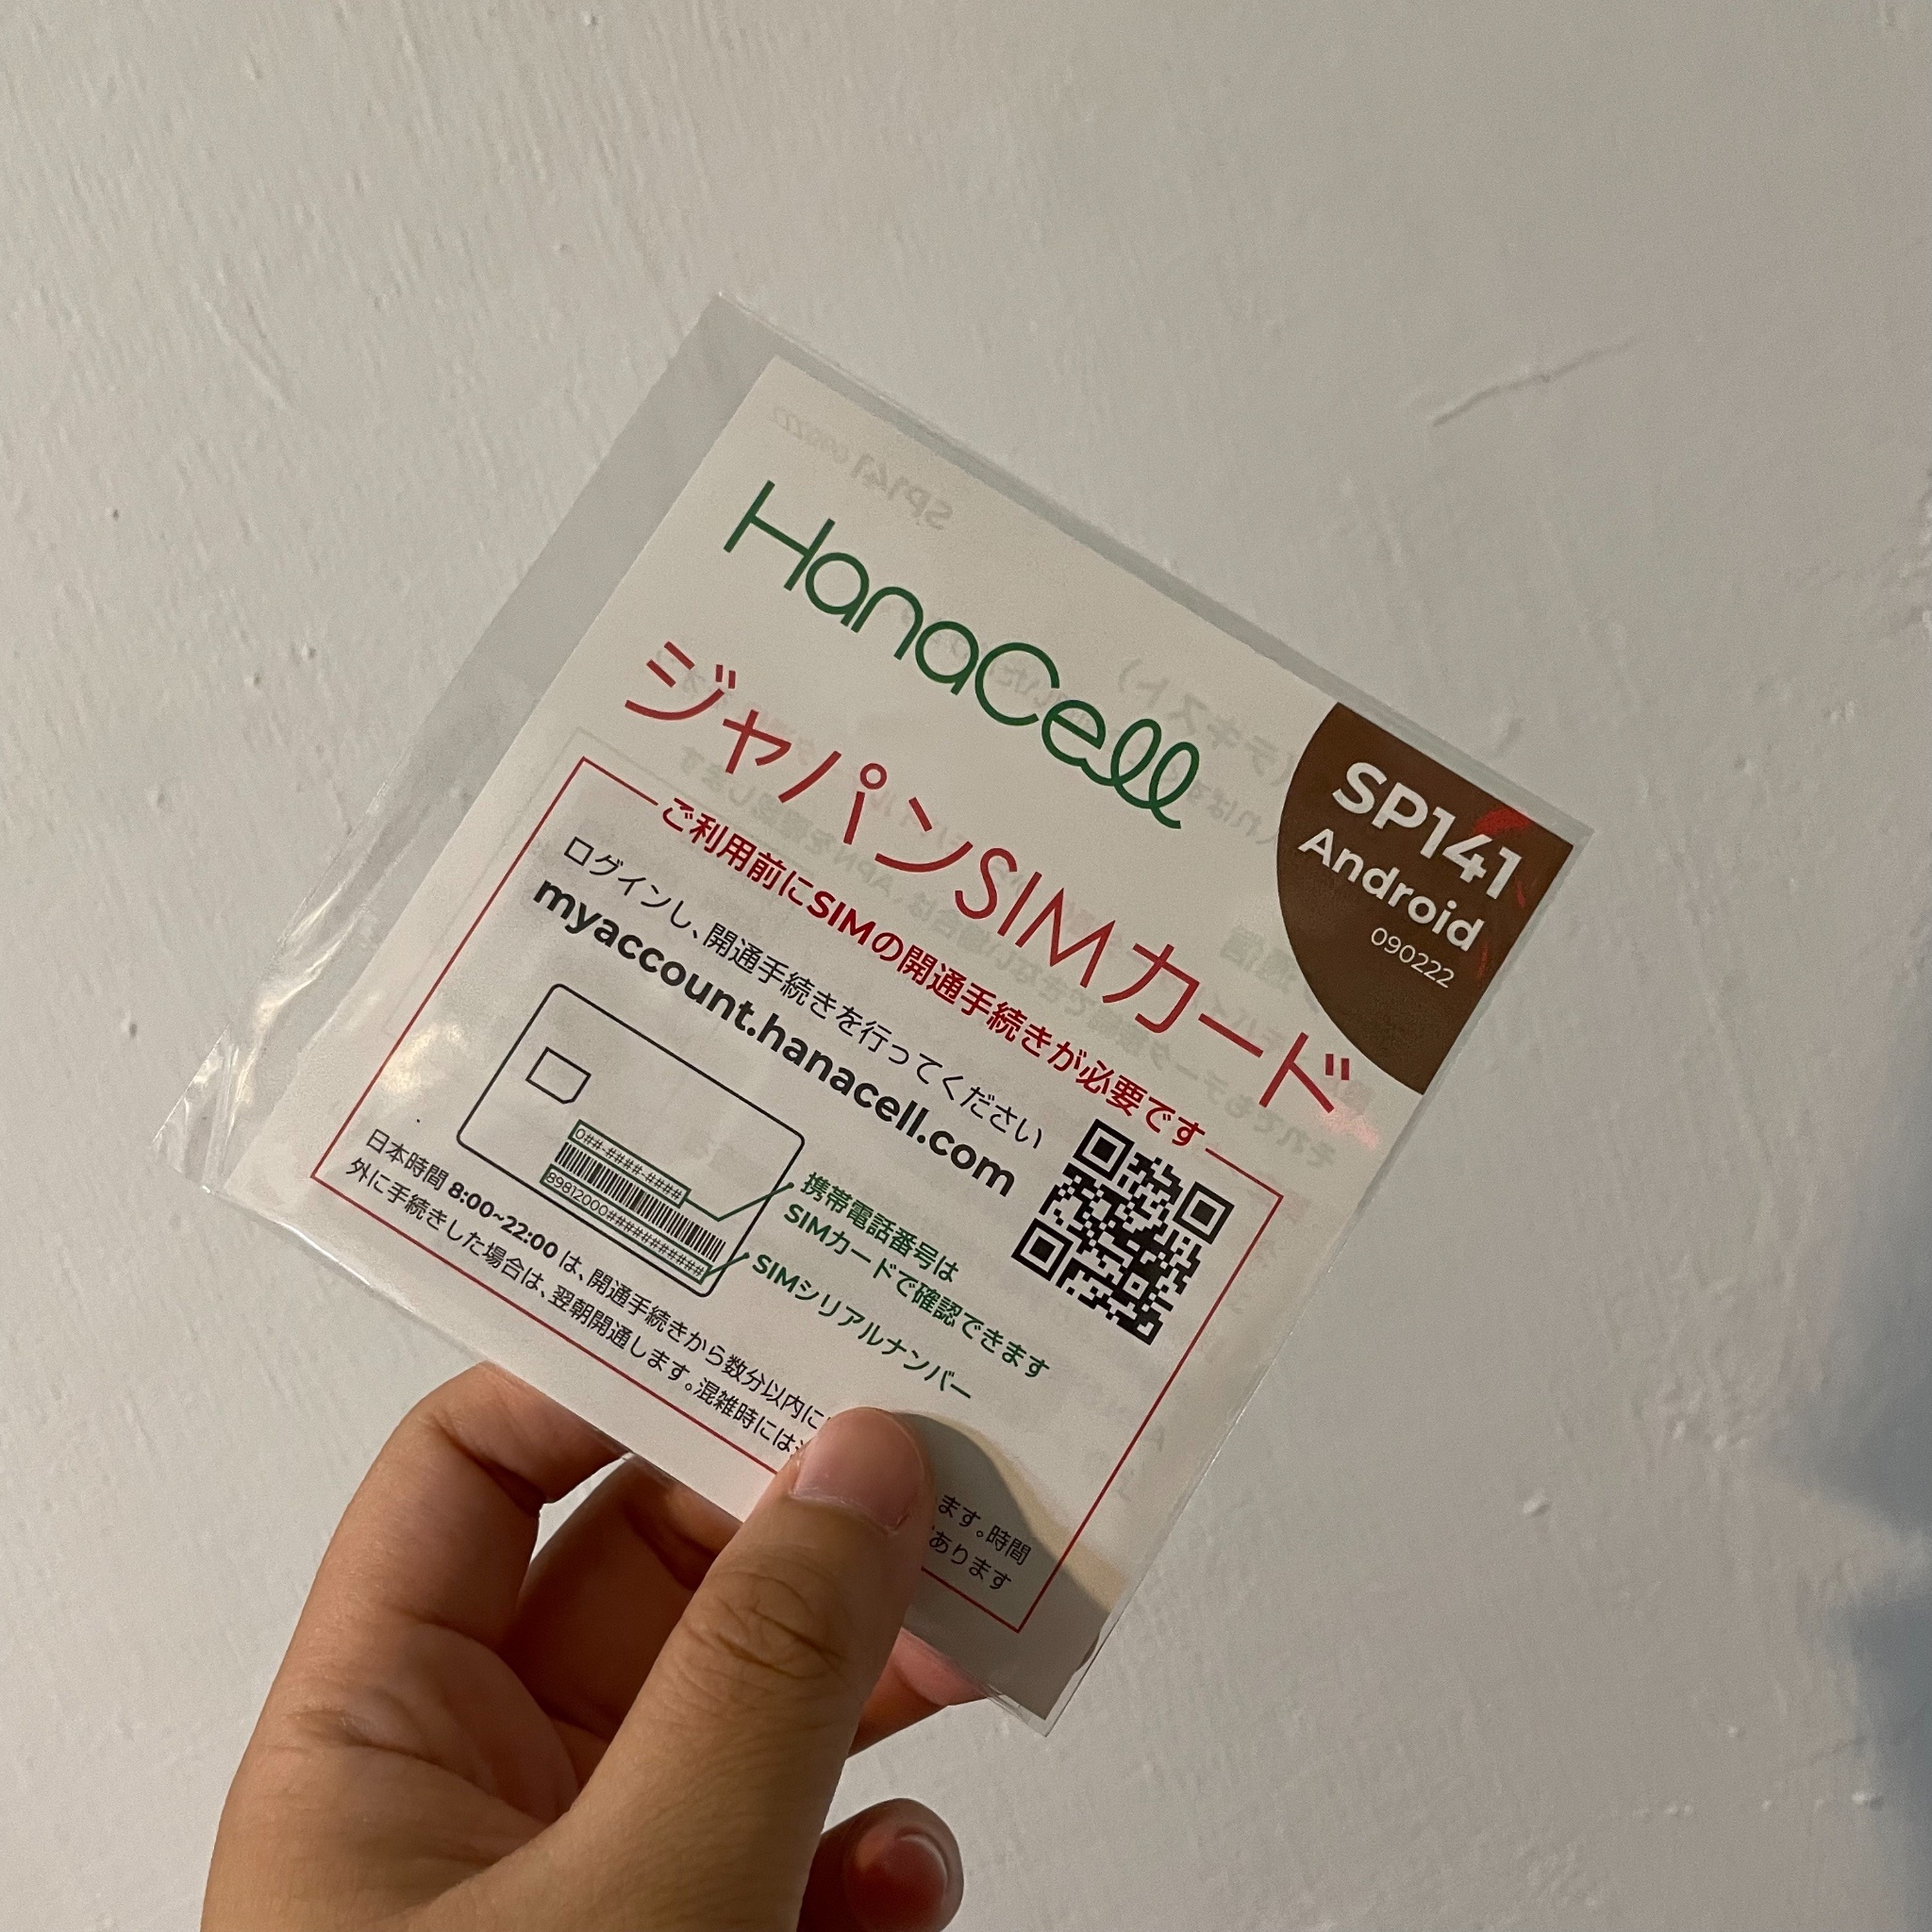 HanaCell
ジャパンSIMカード
SP141
Android
090222
ご利用前にSIMの開通手続きが必要です
ログインし、開通手続きを行ってください
myaccount.hanacell.com
0##-####-####
89812000###########
携帯電話番号は
SIMカードで確認できます
SIMシリアルナンバー
日本時間 8:00~22:00 は、開通手続きから数分以内に ます。時間
外に手続きした場合は、翌朝開通します。混雑時には あります
SP141 090222